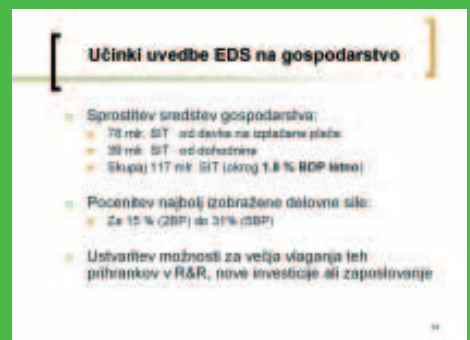 Učinki uvedbe EDS na gospodarstvo
Sprostitev sredstev gospodarstva:
78 mlr. SIT od davka na izplačane plače
39 mlr. SIT od dohodnine
Skupaj 117 mlr. SIT (okrog 1.8 % BDP letno)
Pocenitev najbolj izobražene delovne sile:
Za 15 % (2BP) do 31% (5BP)
Ustvaritev možnosti za večja vlaganja teh
prihrankov v R&R, nove investicije ali zaposlovanje